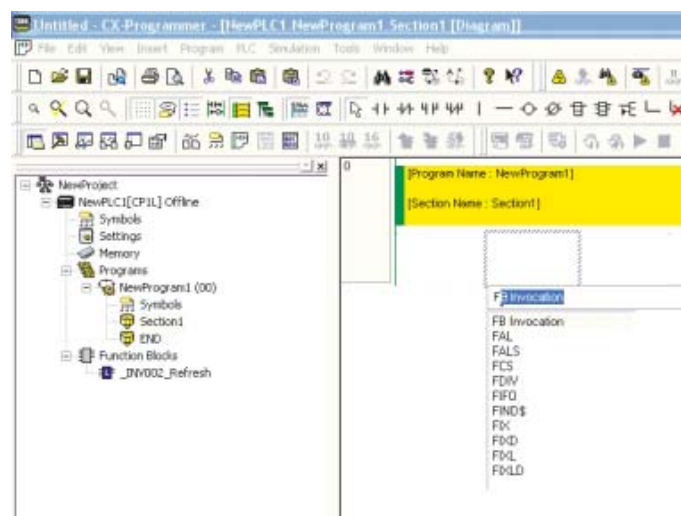 Untitled - CX-Programmer - [NewPLC1.NewProgram1.Section1 [Diagram]]
File Edit View Insert Program PLC Simulation Tools Window Help
NewProject
NewPLC1[CP1L] Offline
Symbols
Settings
Memory
Programs
NewProgram1 (00)
Symbols
Section1
END
Function Blocks
_INV002_Refresh
0
[Program Name : NewProgram1]
[Section Name : Section1]
FB Invocation
FB Invocation
FAL
FALS
FCS
FDIV
FIFO
FIND$
FIX
FIXD
FIXL
FIXLD